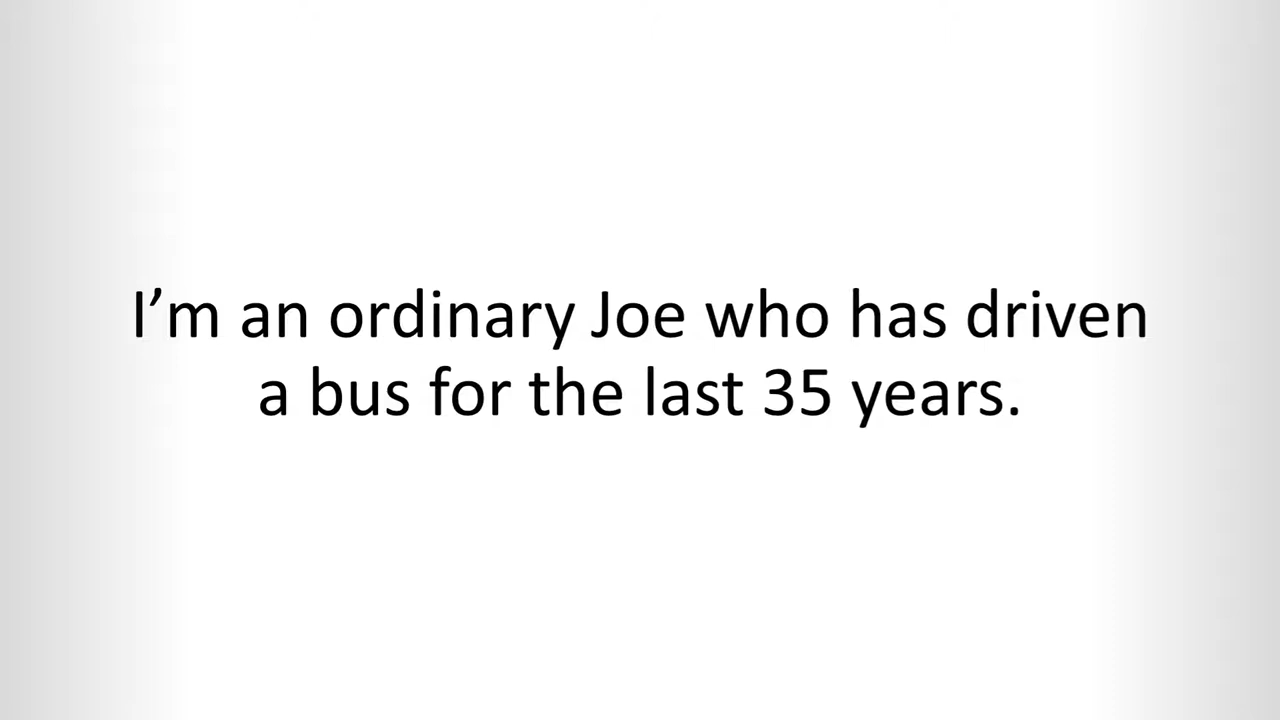 I’m an ordinary Joe who has driven
a bus for the last 35 years.